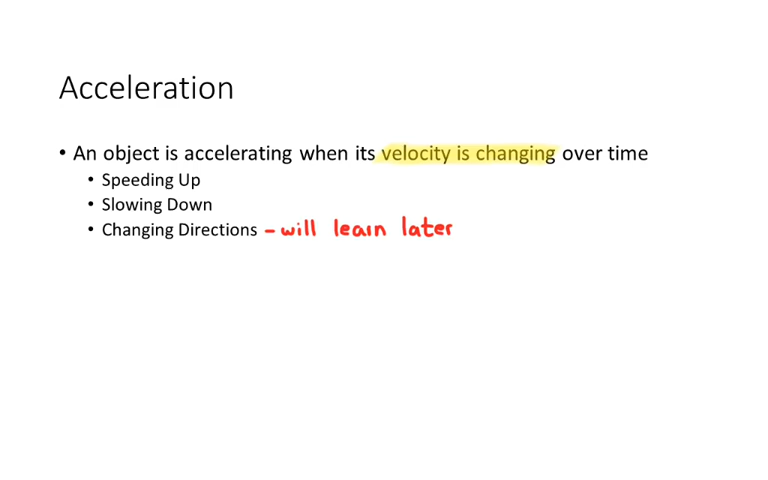 Acceleration
• An object is accelerating when its velocity is changing over time
• Speeding Up
• Slowing Down
• Changing Directions - will learn later